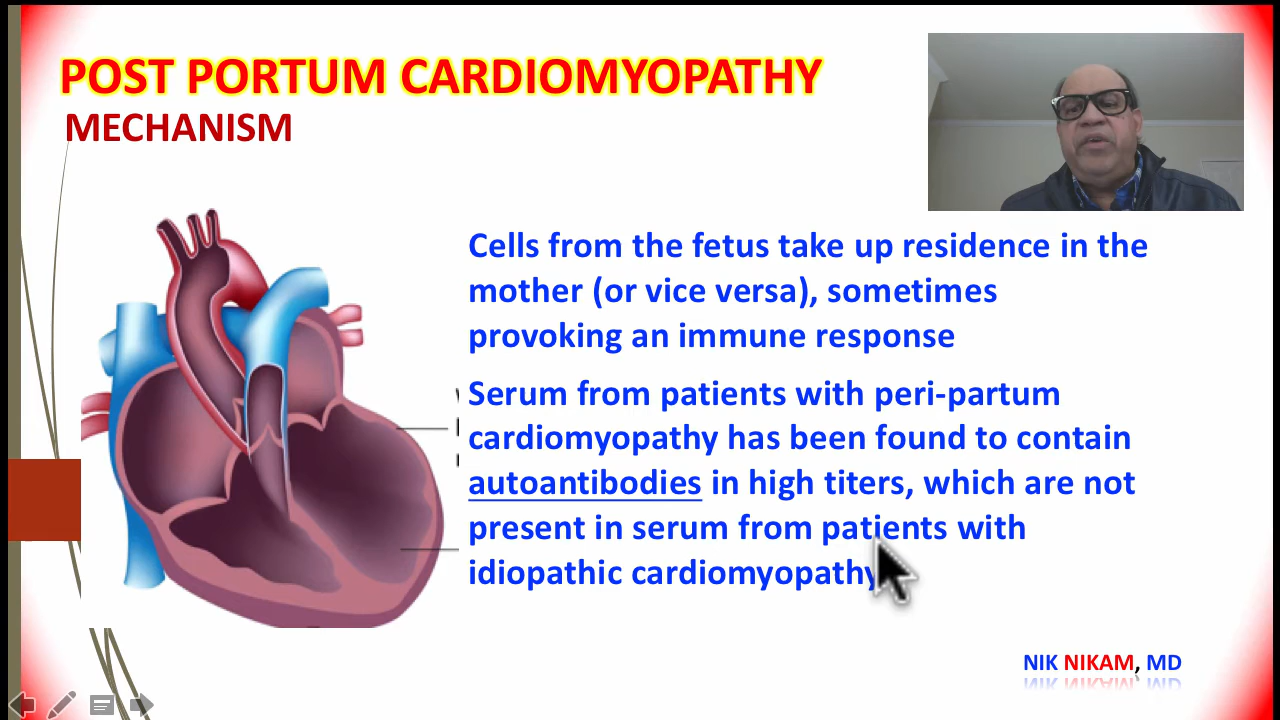 POST PORTUM CARDIOMYOPATHY
MECHANISM
Cells from the fetus take up residence in the
mother (or vice versa), sometimes
provoking an immune response
Serum from patients with peri-partum
cardiomyopathy has been found to contain
autoantibodies in high titers, which are not
present in serum from patients with
idiopathic cardiomyopathy
NIK NIKAM, MD